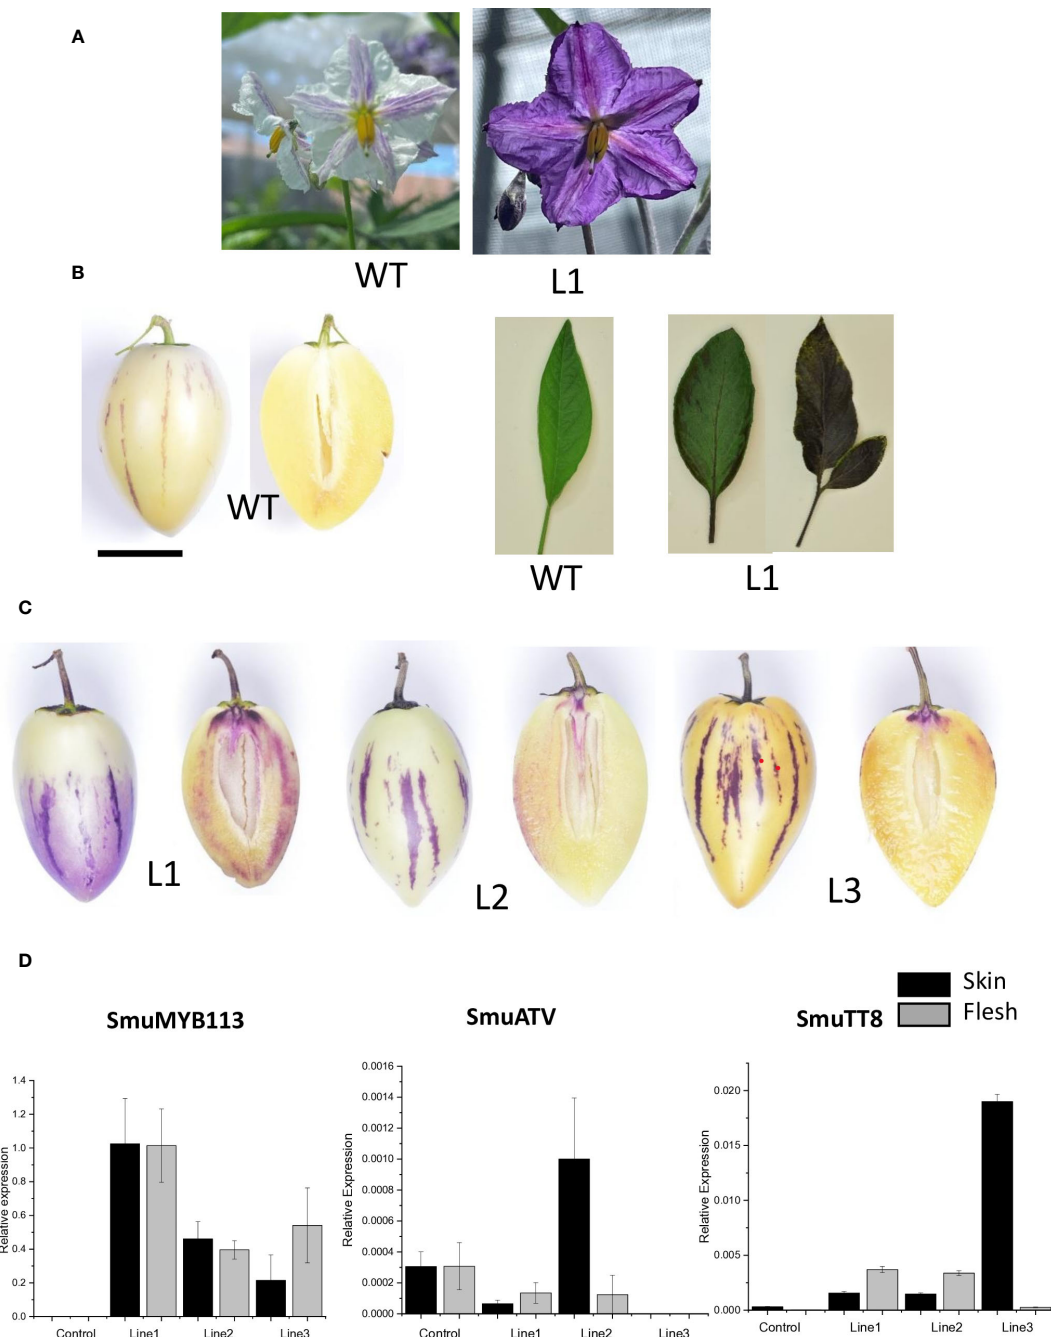 A
WT
L1
B
WT
WT
L1
C
L1
L2
L3
D
Skin
Flesh
SmuMYB113
SmuATV
SmuTT8
Relative expression
1.4
1.2
1.0
0.8
0.6
0.4
0.2
0.0
Control Line1 Line2 Line3
Relative Expression
0.0016
0.0014
0.0012
0.0010
0.0008
0.0006
0.0004
0.0002
0.0000
Control Line1 Line2 Line3
Relative Expression
0.020
0.015
0.010
0.005
0.000
Control Line1 Line2 Line3